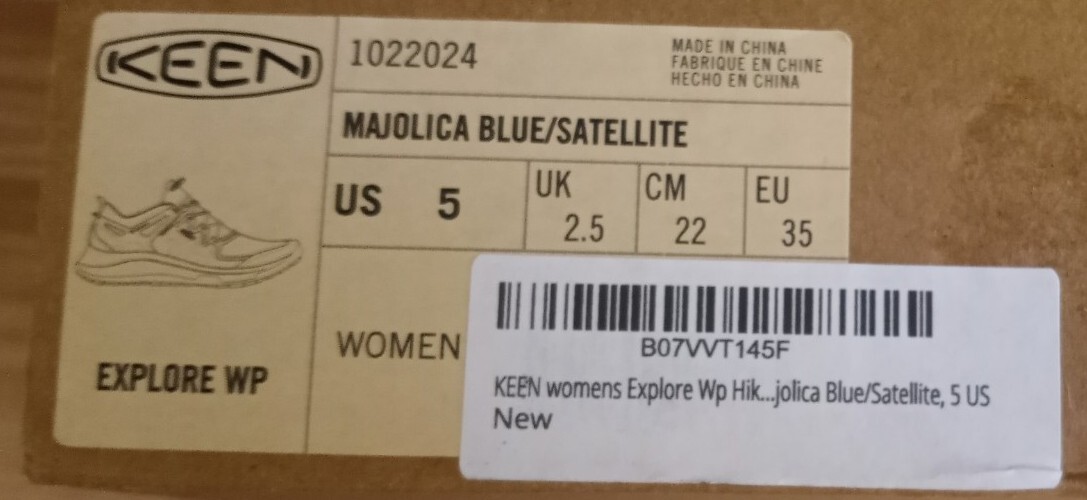 KEEN
1022024
MADE IN CHINA
FABRIQUE EN CHINE
HECHO EN CHINA
MAJOLICA BLUE/SATELLITE
US 5
UK 2.5
CM 22
EU 35
EXPLORE WP
WOMEN
B07VVT145F
KEEN womens Explore Wp Hik...jolica Blue/Satellite, 5 US
New